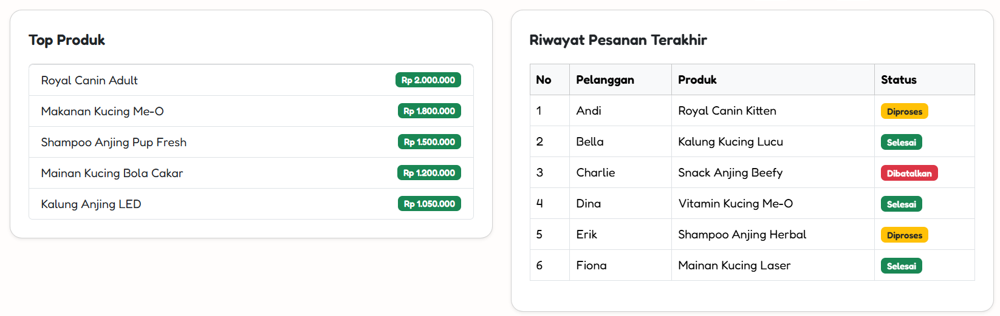 Top Produk
Royal Canin Adult Rp 2.000.000
Makanan Kucing Me-O Rp 1.800.000
Shampoo Anjing Pup Fresh Rp 1.500.000
Mainan Kucing Bola Cakar Rp 1.200.000
Kalung Anjing LED Rp 1.050.000
Riwayat Pesanan Terakhir
No Pelanggan Produk Status
1 Andi Royal Canin Kitten Diproses
2 Bella Kalung Kucing Lucu Selesai
3 Charlie Snack Anjing Beefy Dibatalkan
4 Dina Vitamin Kucing Me-O Selesai
5 Erik Shampoo Anjing Herbal Diproses
6 Fiona Mainan Kucing Laser Selesai